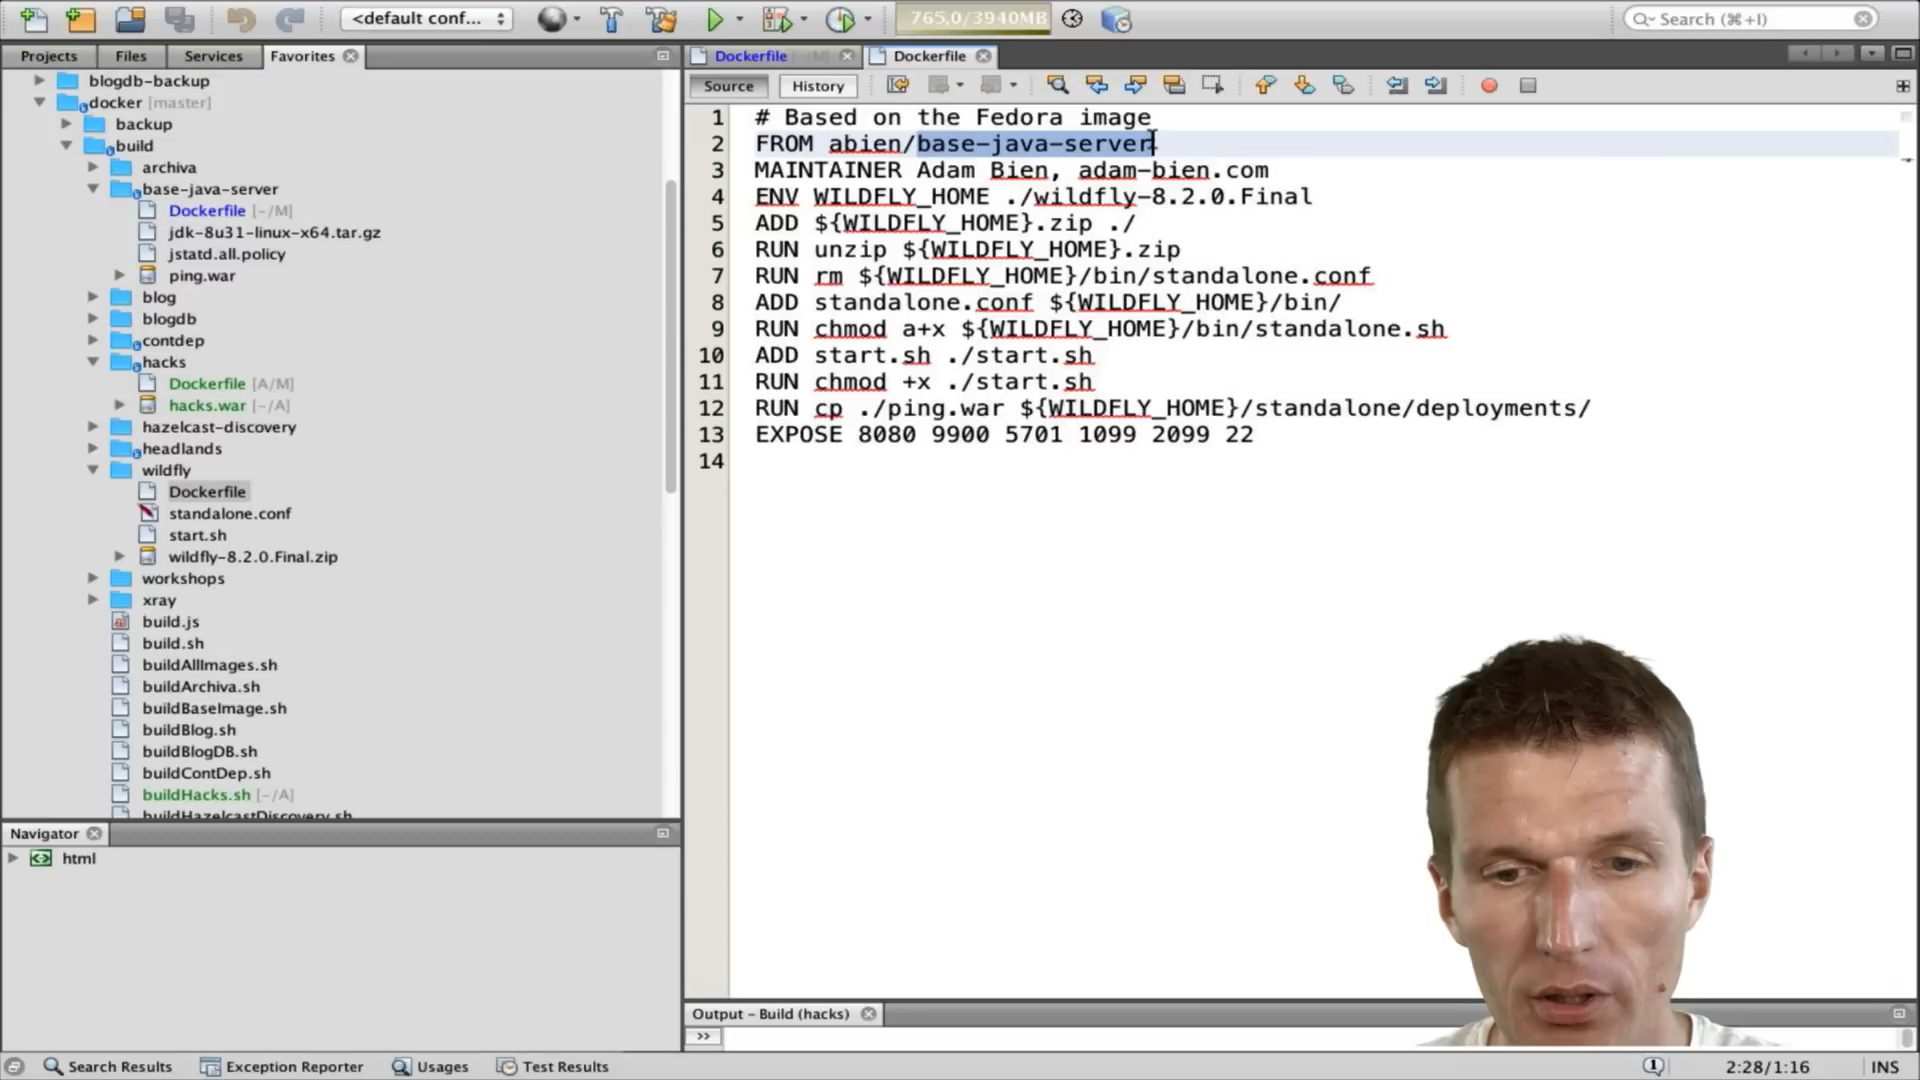 <default conf...
765,0/3940MB
Search (⌘+I)
Projects Files Services Favorites
blogdb-backup
docker [master]
backup
build
archiva
base-java-server
Dockerfile [-/M]
jdk-8u31-linux-x64.tar.gz
jstatd.all.policy
ping.war
blog
blogdb
contdep
hacks
Dockerfile [A/M]
hacks.war [-/A]
hazelcast-discovery
headlands
wildfly
Dockerfile
standalone.conf
start.sh
wildfly-8.2.0.Final.zip
workshops
xray
build.js
build.sh
buildAllImages.sh
buildArchiva.sh
buildBaseImage.sh
buildBlog.sh
buildBlogDB.sh
buildContDep.sh
buildHacks.sh [-/A]
buildHazelcastDiscovery.sh
Navigator
html
Dockerfile [-/M] Dockerfile
Source History
1 # Based on the Fedora image
2 FROM abien/base-java-server
3 MAINTAINER Adam Bien, adam-bien.com
4 ENV WILDFLY_HOME ./wildfly-8.2.0.Final
5 ADD ${WILDFLY_HOME}.zip ./
6 RUN unzip ${WILDFLY_HOME}.zip
7 RUN rm ${WILDFLY_HOME}/bin/standalone.conf
8 ADD standalone.conf ${WILDFLY_HOME}/bin/
9 RUN chmod a+x ${WILDFLY_HOME}/bin/standalone.sh
10 ADD start.sh ./start.sh
11 RUN chmod +x ./start.sh
12 RUN cp ./ping.war ${WILDFLY_HOME}/standalone/deployments/
13 EXPOSE 8080 9900 5701 1099 2099 22
14
Output - Build (hacks)
>>
Search Results Exception Reporter Usages Test Results
1 2:28/1:16 INS